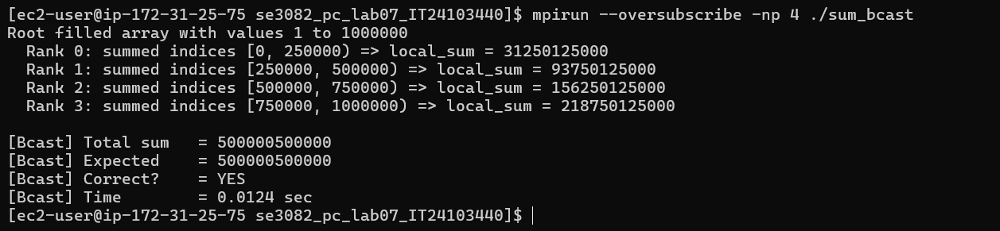 [ec2-user@ip-172-31-25-75 se3082_pc_lab07_IT24103440]$ mpirun --oversubscribe -np 4 ./sum_bcast
Root filled array with values 1 to 1000000
  Rank 0: summed indices [0, 250000) => local_sum = 31250125000
  Rank 1: summed indices [250000, 500000) => local_sum = 93750125000
  Rank 2: summed indices [500000, 750000) => local_sum = 156250125000
  Rank 3: summed indices [750000, 1000000) => local_sum = 218750125000

[Bcast] Total sum   = 500000500000
[Bcast] Expected    = 500000500000
[Bcast] Correct?    = YES
[Bcast] Time        = 0.0124 sec
[ec2-user@ip-172-31-25-75 se3082_pc_lab07_IT24103440]$